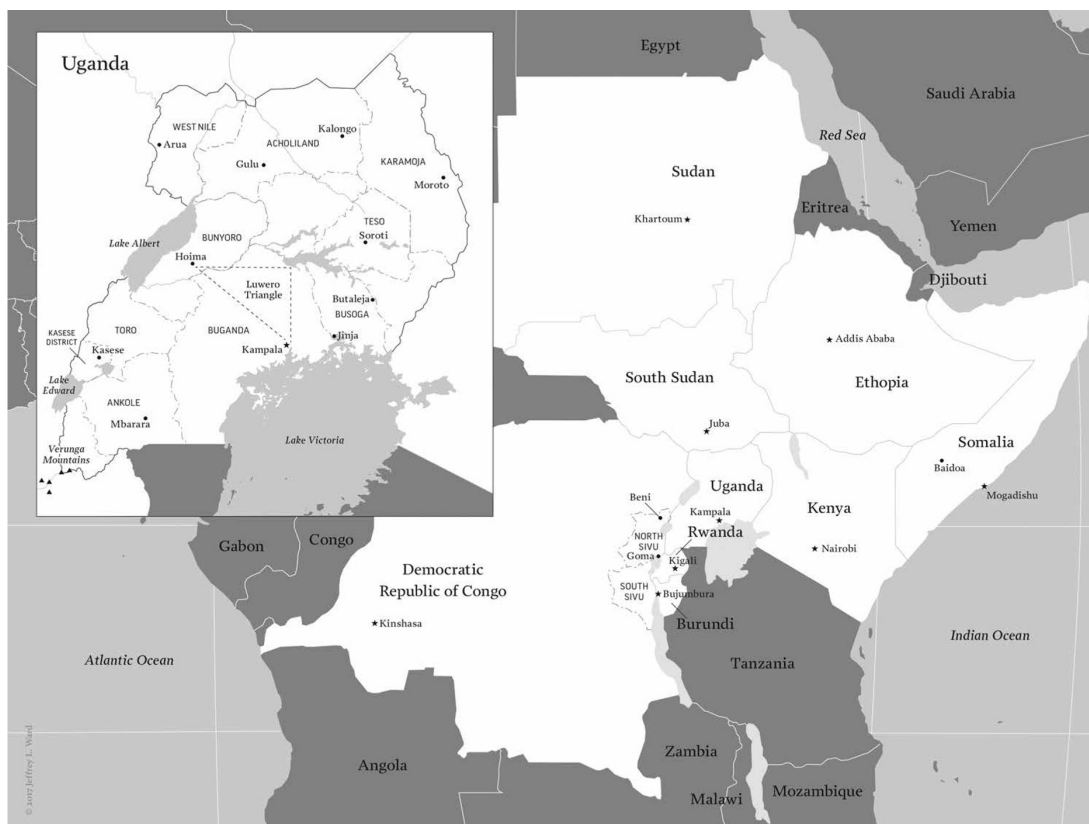 Uganda
WEST NILE
Arua
ACHOLILAND
Kalongo
Gulu
KARAMOJA
Moroto
TESO
Soroti
Lake Albert
BUNYORO
Hoima
Luwero
Triangle
Butaleja
BUSOGA
BUGANDA
Jinja
Kampala
TORO
KASESE
DISTRICT
Kasese
Lake
Edward
ANKOLE
Mbarara
Lake Victoria
Verunga
Mountains
Egypt
Saudi Arabia
Red Sea
Sudan
Khartoum
Eritrea
Yemen
Djibouti
Addis Ababa
Ethopia
South Sudan
Juba
Somalia
Baidoa
Mogadishu
Uganda
Kampala
Kenya
Nairobi
Beni
NORTH
SIVU
Rwanda
Goma
Kigali
SOUTH
SIVU
Bujumbura
Burundi
Gabon
Congo
Democratic
Republic of Congo
Kinshasa
Atlantic Ocean
Indian Ocean
Tanzania
Angola
Zambia
Malawi
Mozambique
© 2017 Jeffrey L. Ward